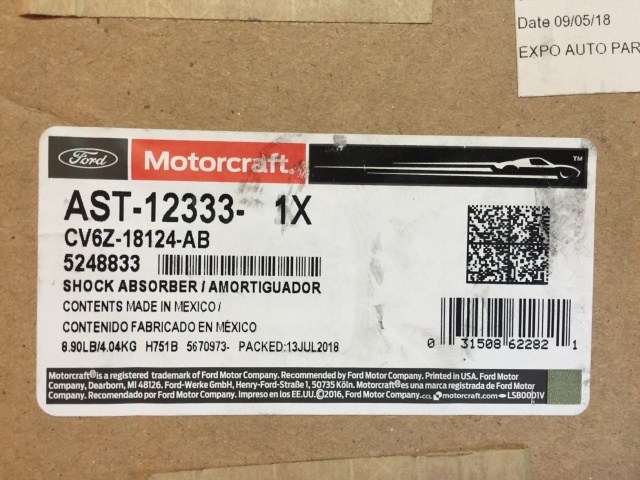 Date 09/05/18
EXPO AUTO PAR
Ford Motorcraft. TM
AST-12333- 1X
CV6Z-18124-AB
5248833
SHOCK ABSORBER / AMORTIGUADOR
CONTENTS MADE IN MEXICO /
CONTENIDO FABRICADO EN MÉXICO
8.90LB/4.04KG H751B 5670973- PACKED:13JUL2018
0 31508 62282 1
Motorcraft® is a registered trademark of Ford Motor Company. Recommended by Ford Motor Company. Printed in USA. Ford Motor
Company, Dearborn, MI 48126. Ford-Werke GmbH, Henry-Ford-Straße 1, 50735 Köln. Motorcraft® es una marca registrada de Ford Motor
Company. Recomendado por Ford Motor Company. Impreso en los EE.UU. ©2016, Ford Motor Company. CCL motorcraft.com LSB0001V